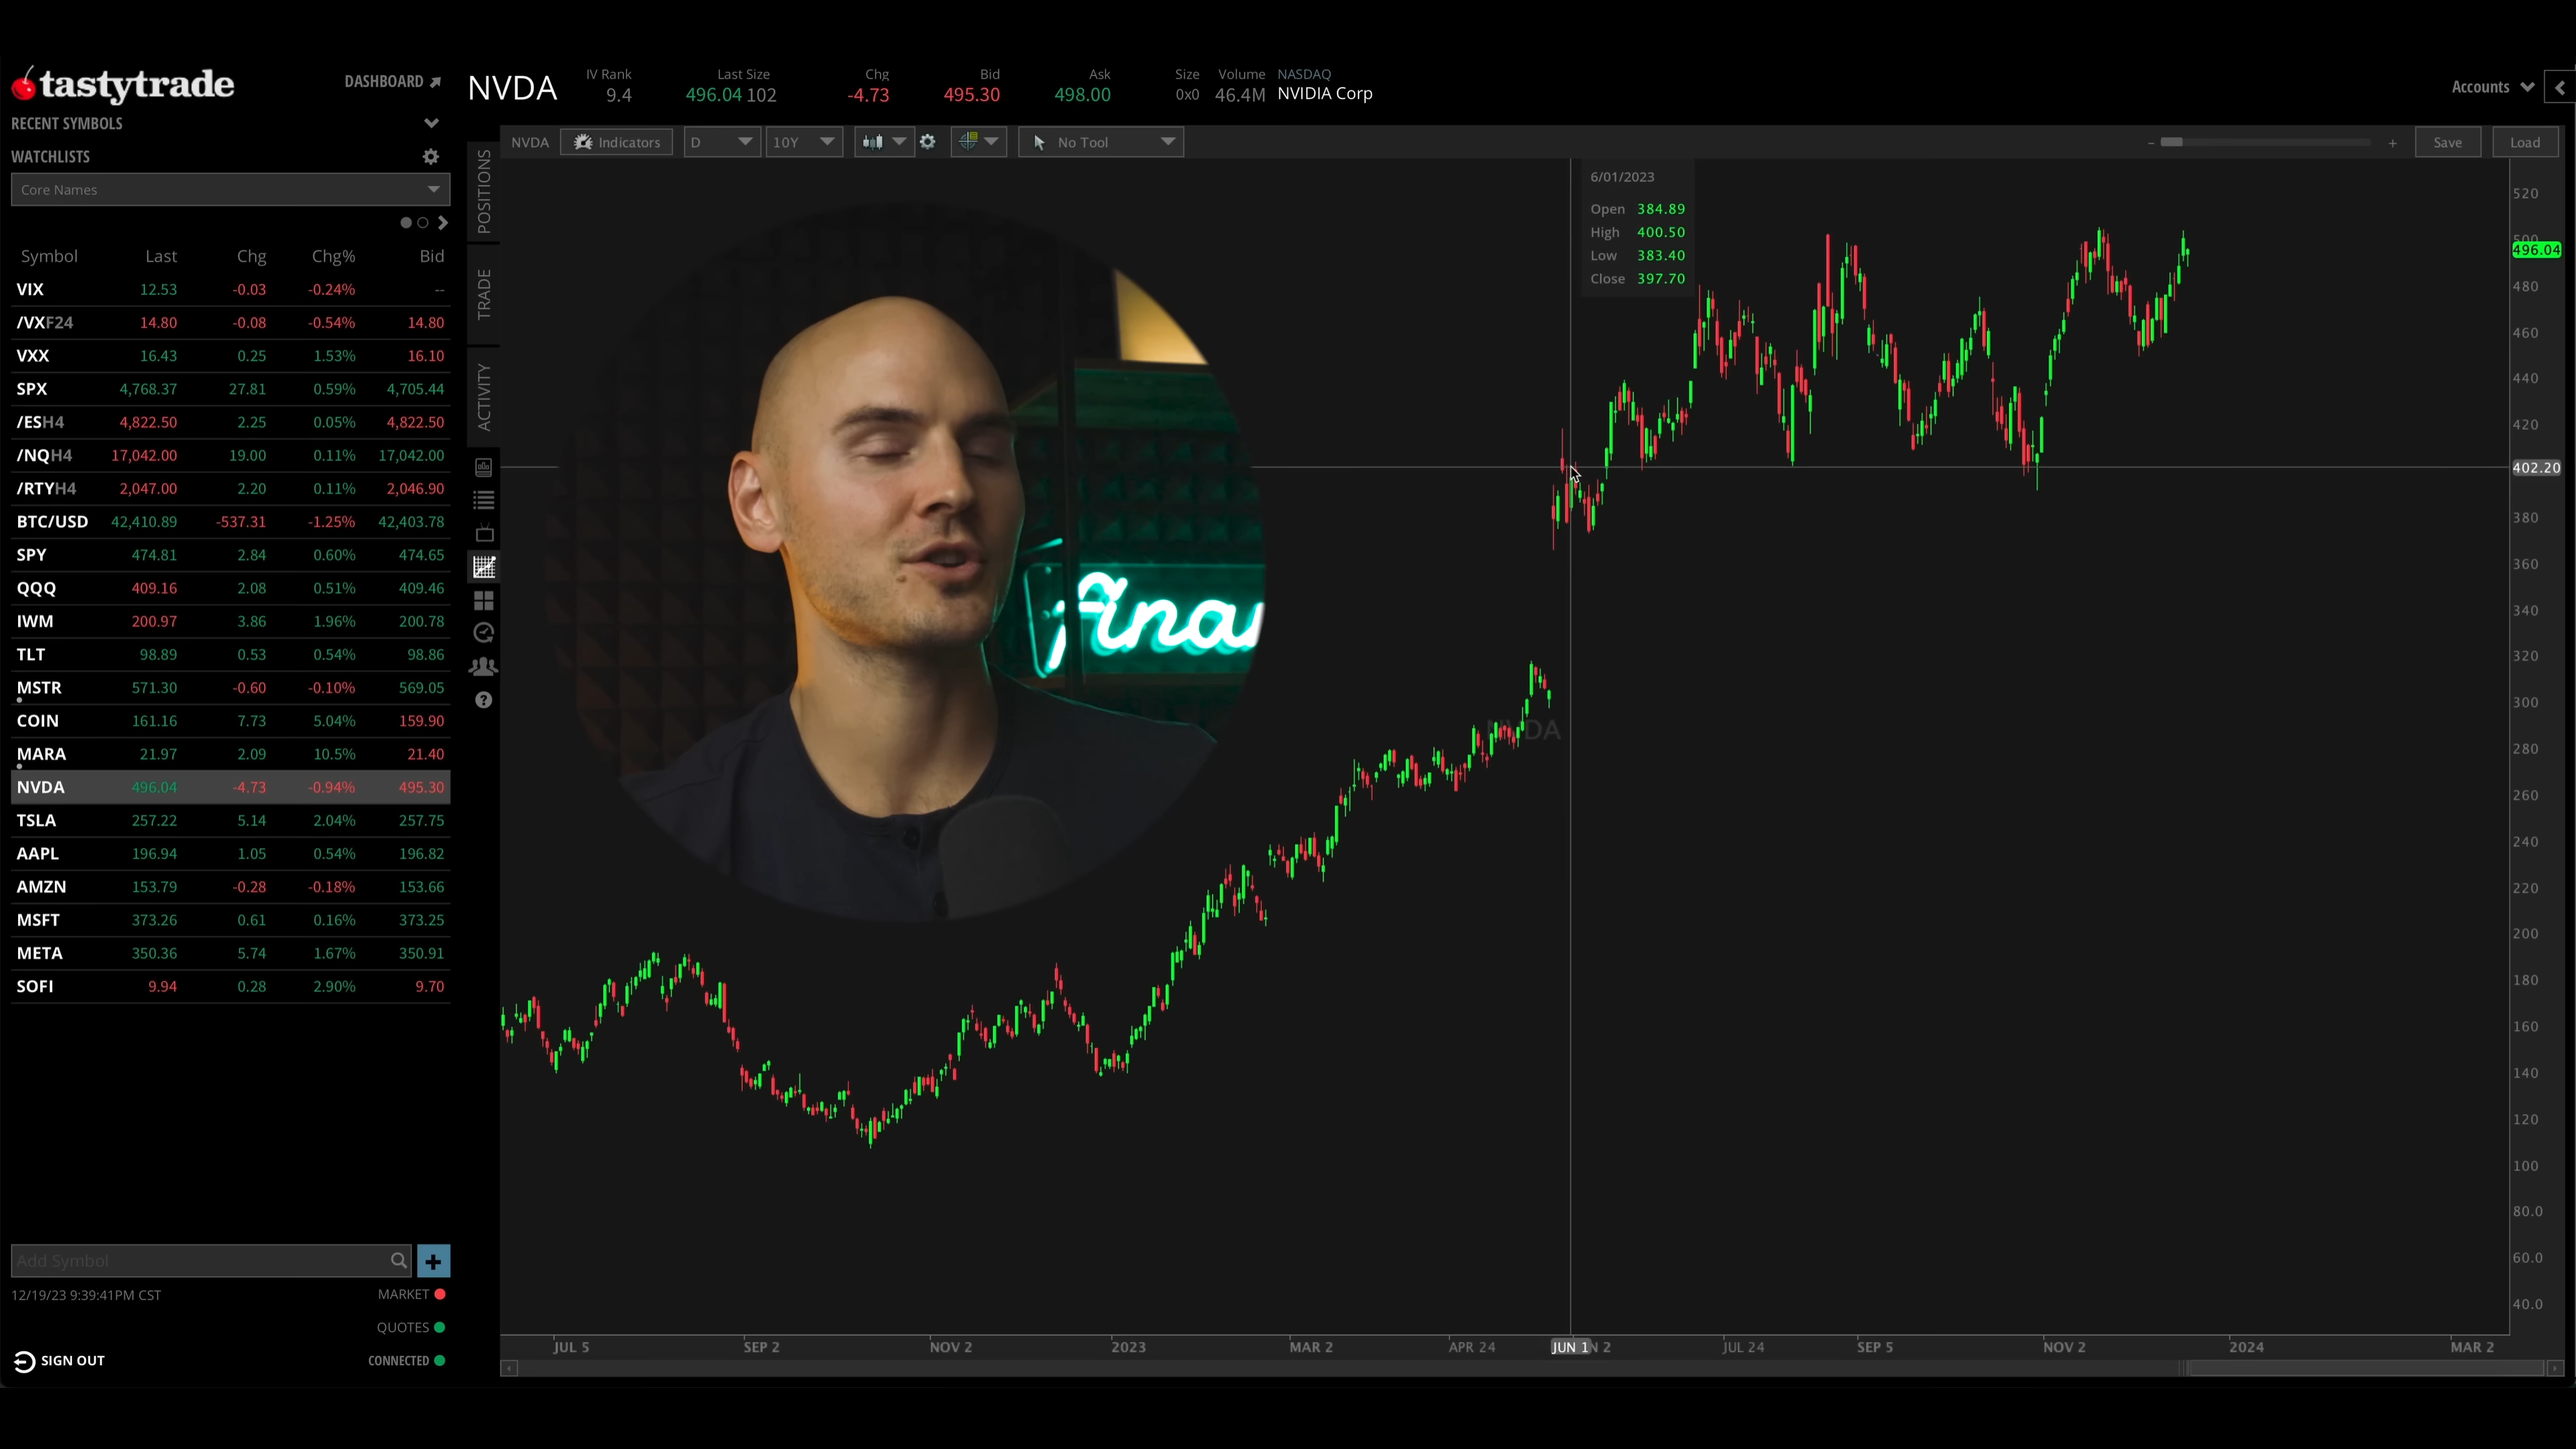 tastytrade
DASHBOARD
RECENT SYMBOLS
WATCHLISTS
Core Names
Symbol Last Chg Chg% Bid
VIX 12.53 -0.03 -0.24% --
/VXF24 14.80 -0.08 -0.54% 14.80
VXX 16.43 0.25 1.53% 16.10
SPX 4,768.37 27.81 0.59% 4,705.44
/ESH4 4,822.50 2.25 0.05% 4,822.50
/NQH4 17,042.00 19.00 0.11% 17,042.00
/RTYH4 2,047.00 2.20 0.11% 2,046.90
BTC/USD 42,410.89 -537.31 -1.25% 42,403.78
SPY 474.81 2.84 0.60% 474.65
QQQ 409.16 2.08 0.51% 409.46
IWM 200.97 3.86 1.96% 200.78
TLT 98.89 0.53 0.54% 98.86
MSTR 571.30 -0.60 -0.10% 569.05
COIN 161.16 7.73 5.04% 159.90
MARA 21.97 2.09 10.5% 21.40
NVDA 496.04 -4.73 -0.94% 495.30
TSLA 257.22 5.14 2.04% 257.75
AAPL 196.94 1.05 0.54% 196.82
AMZN 153.79 -0.28 -0.18% 153.66
MSFT 373.26 0.61 0.16% 373.25
META 350.36 5.74 1.67% 350.91
SOFI 9.94 0.28 2.90% 9.70
Add Symbol
12/19/23 9:39:41PM CST MARKET
QUOTES
SIGN OUT CONNECTED
POSITIONS
TRADE
ACTIVITY
NVDA
IV Rank Last Size Chg Bid Ask Size Volume NASDAQ
9.4 496.04 102 -4.73 495.30 498.00 0x0 46.4M NVIDIA Corp
Accounts
NVDA Indicators D 10Y No Tool - + Save Load
6/01/2023
Open 384.89
High 400.50
Low 383.40
Close 397.70
NVDA
520
500
496.04
480
460
440
420
402.20
380
360
340
320
300
280
260
240
220
200
180
160
140
120
100
80.0
60.0
40.0
JUL 5 SEP 2 NOV 2 2023 MAR 2 APR 24 JUN 1 N 2 JUL 24 SEP 5 NOV 2 2024 MAR 2